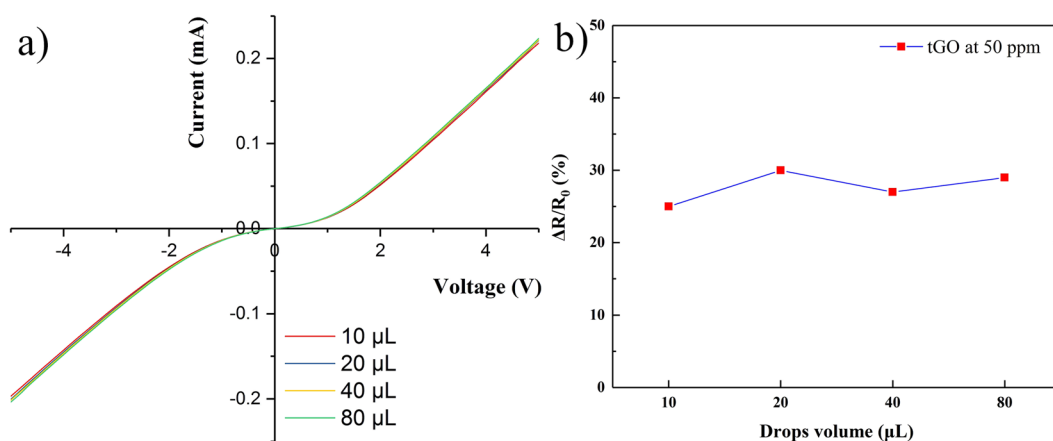 a)
Current (mA)
0.2
0.1
0.0
-0.1
-0.2
-4
-2
0
2
4
Voltage (V)
10 µL
20 µL
40 µL
80 µL
b)
tGO at 50 ppm
ΔR/R₀ (%)
50
40
30
20
10
0
10
20
40
80
Drops volume (µL)